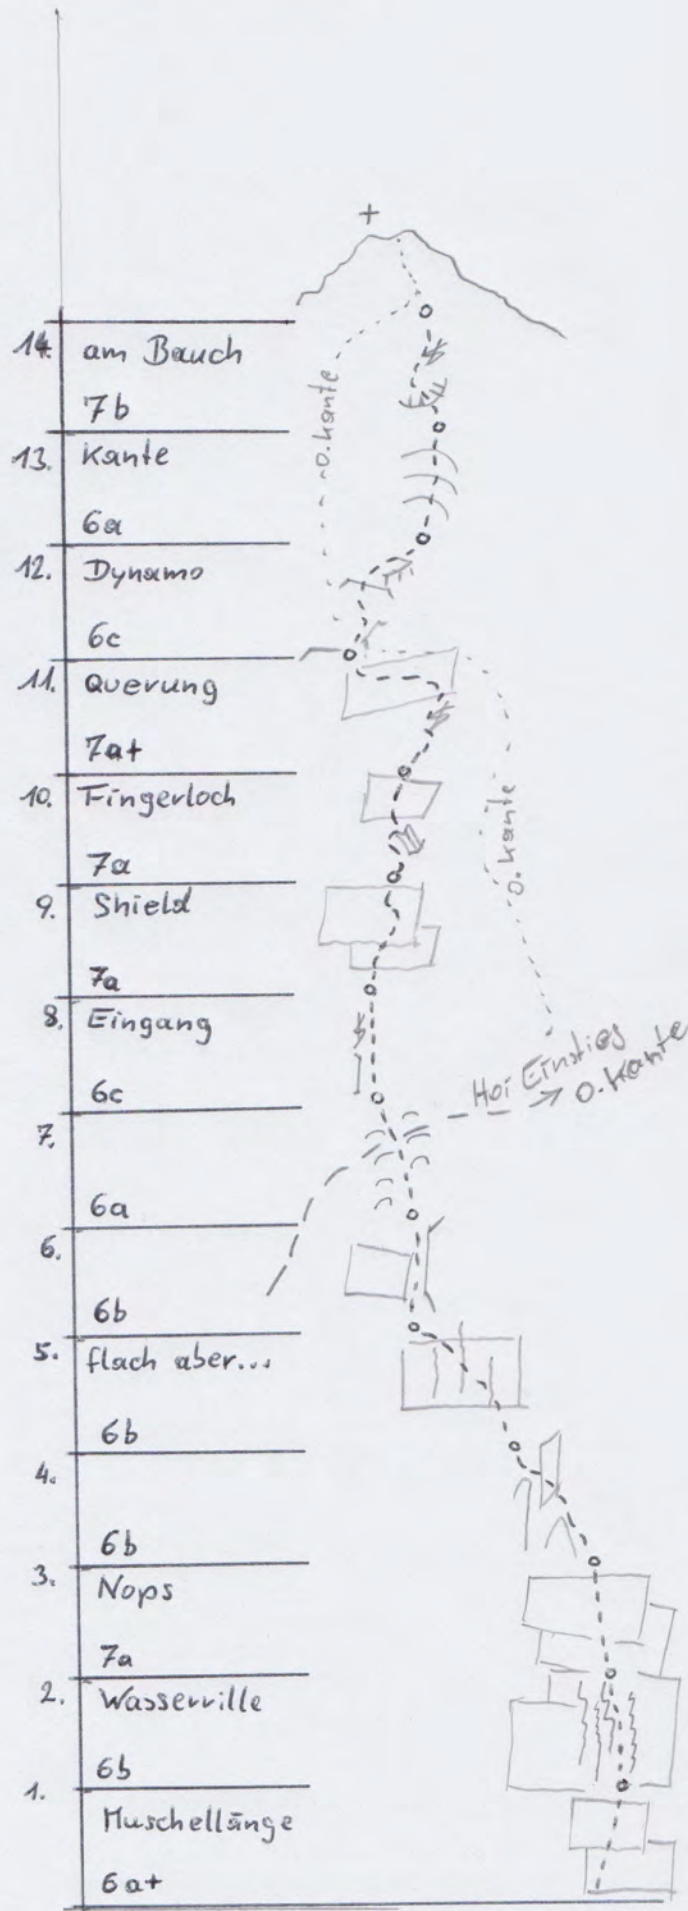 +
14. am Bauch
7b
13. Kante
6a
12. Dynamo
6c
11. Querung
7a+
10. Fingerloch
7a
9. Shield
7a
8. Eingang
6c
7.
6a
6.
6b
5. flach aber...
6b
4.
6b
3. Nops
7a
2. Wasserrille
6b
1.
Muschellänge
6a+
O.Kante
O.Kante
Hoi Einstieg
O.Kante